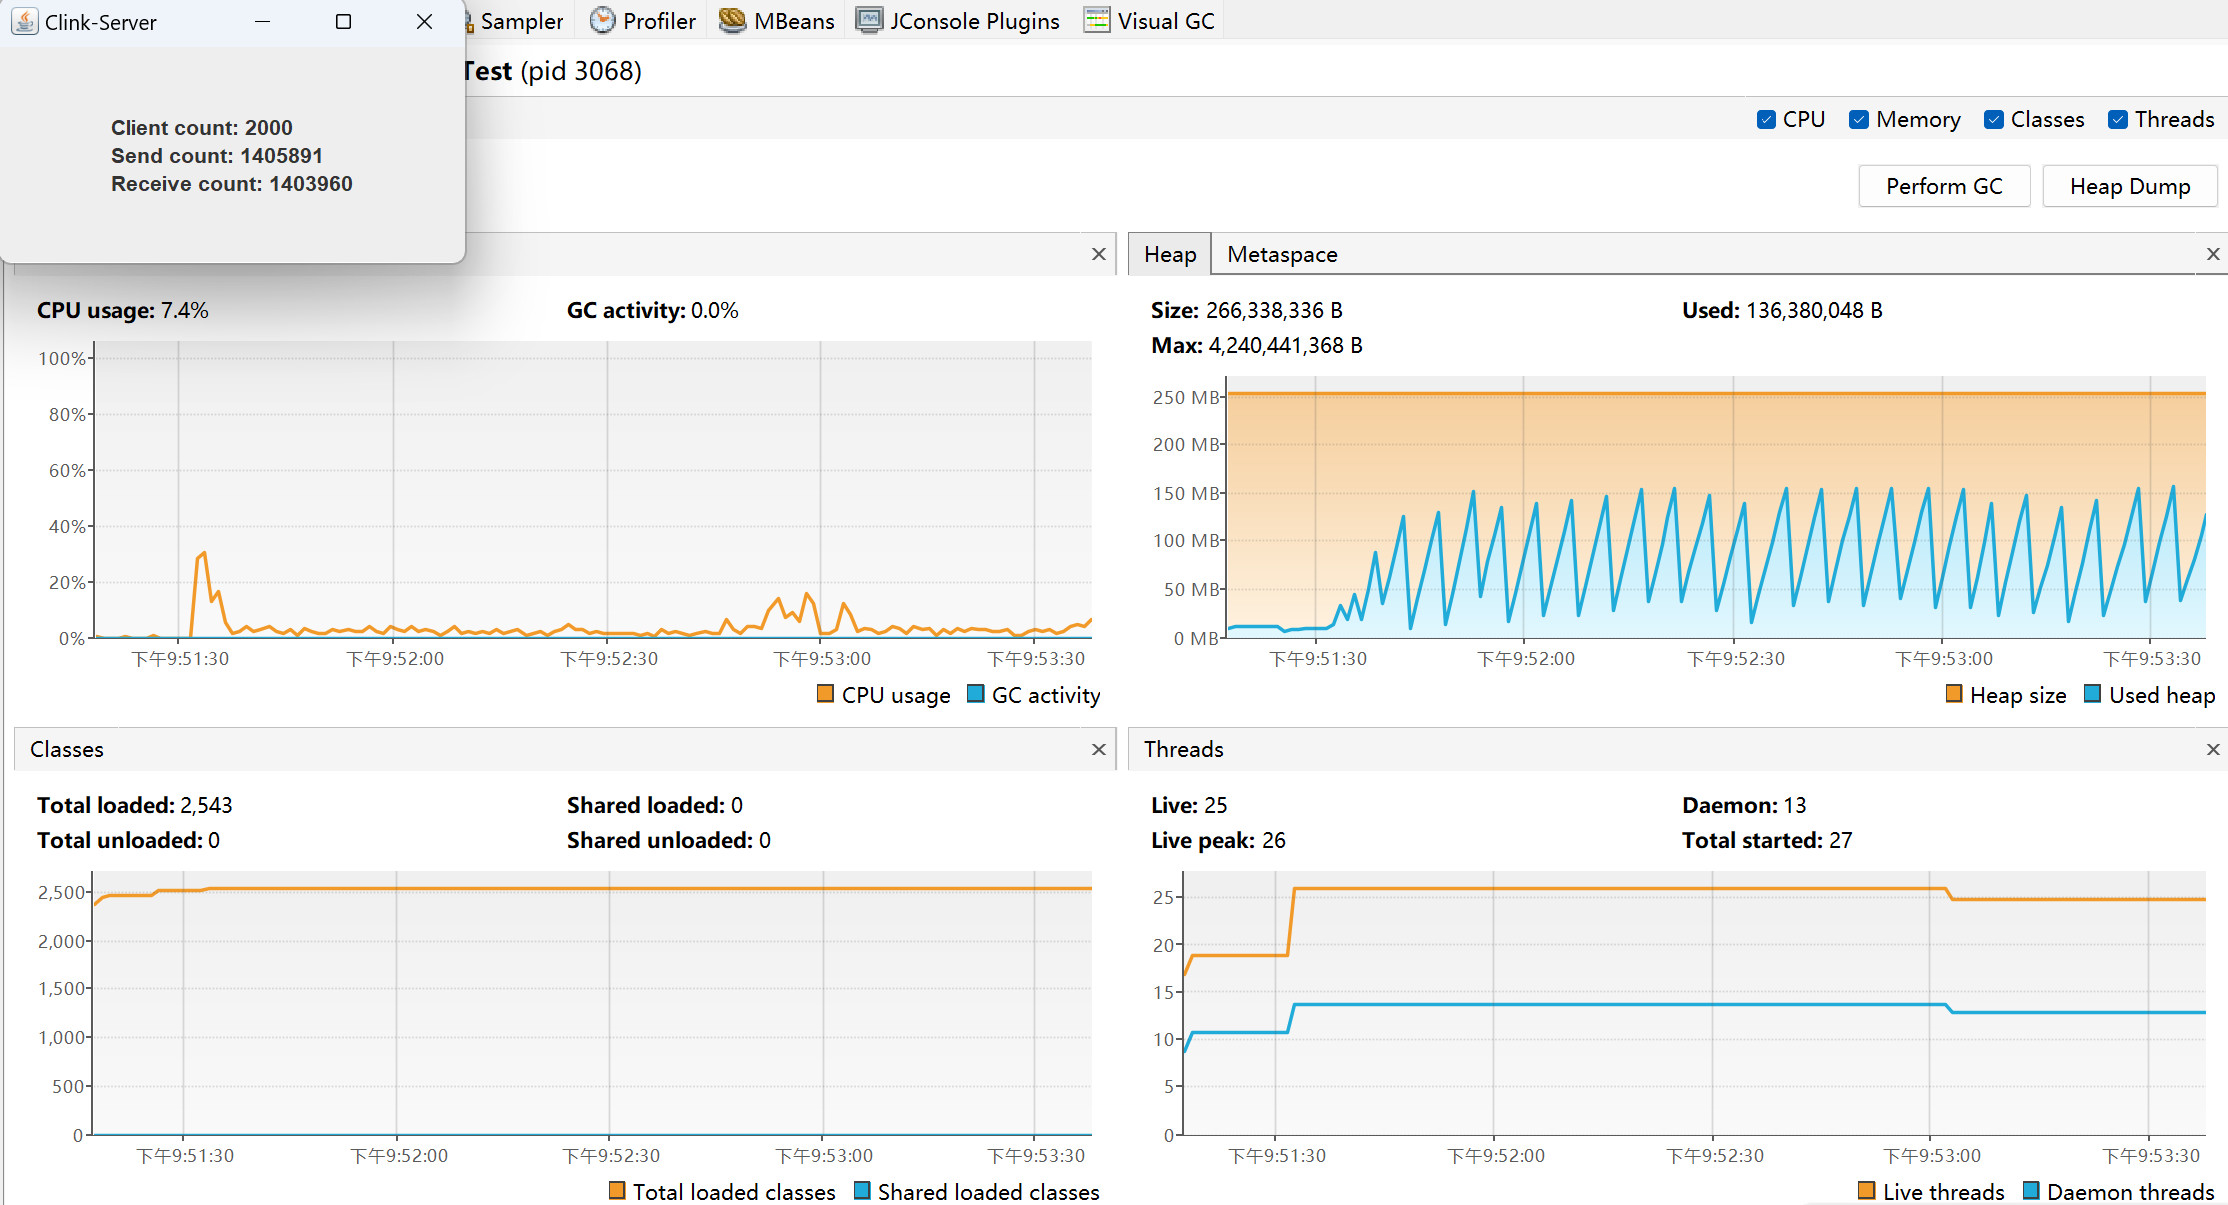 Clink-Server
Client count: 2000
Send count: 1405891
Receive count: 1403960
Sampler Profiler MBeans JConsole Plugins Visual GC
Test (pid 3068)
CPU Memory Classes Threads
Perform GC Heap Dump
CPU usage: 7.4% GC activity: 0.0%
100%
80%
60%
40%
20%
0%
下午9:51:30 下午9:52:00 下午9:52:30 下午9:53:00 下午9:53:30
CPU usage GC activity
Heap Metaspace
Size: 266,338,336 B Used: 136,380,048 B
Max: 4,240,441,368 B
250 MB
200 MB
150 MB
100 MB
50 MB
0 MB
下午9:51:30 下午9:52:00 下午9:52:30 下午9:53:00 下午9:53:30
Heap size Used heap
Classes
Total loaded: 2,543 Shared loaded: 0
Total unloaded: 0 Shared unloaded: 0
2,500
2,000
1,500
1,000
500
0
下午9:51:30 下午9:52:00 下午9:52:30 下午9:53:00 下午9:53:30
Total loaded classes Shared loaded classes
Threads
Live: 25 Daemon: 13
Live peak: 26 Total started: 27
25
20
15
10
5
0
下午9:51:30 下午9:52:00 下午9:52:30 下午9:53:00 下午9:53:30
Live threads Daemon threads